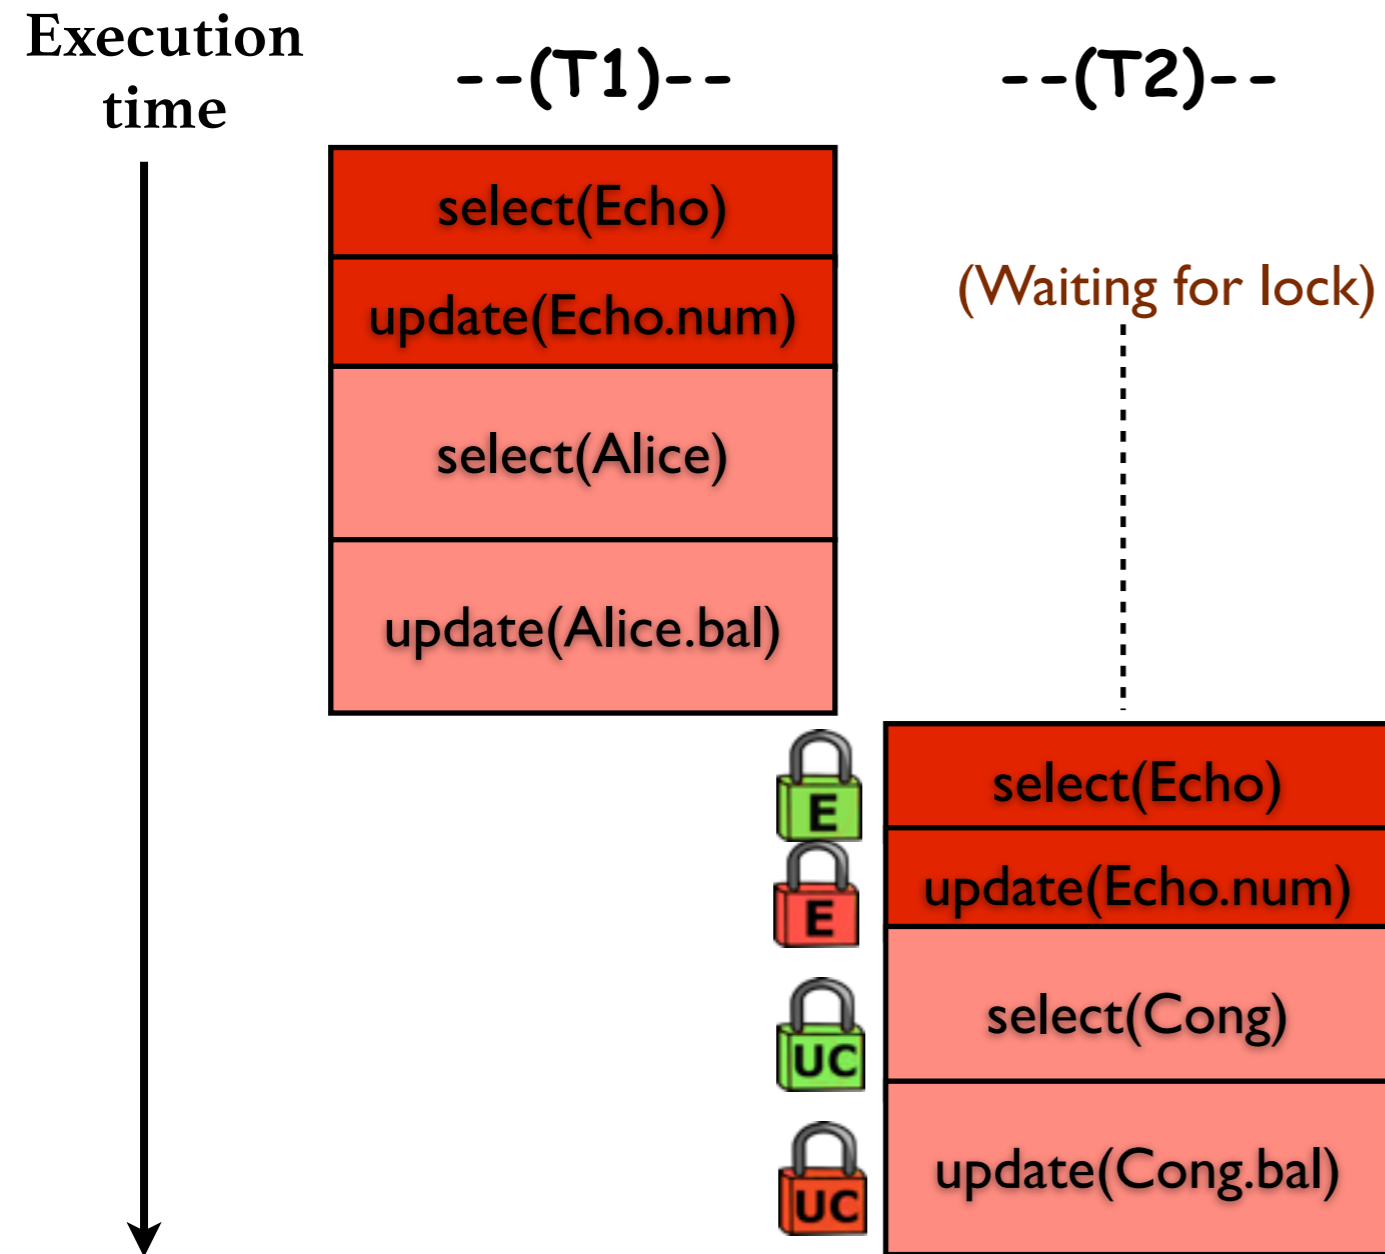 Execution
time
--(T1)--
--(T2)--
select(Echo)
update(Echo.num)
(Waiting for lock)
select(Alice)
update(Alice.bal)
E
select(Echo)
E
update(Echo.num)
UC
select(Cong)
UC
update(Cong.bal)